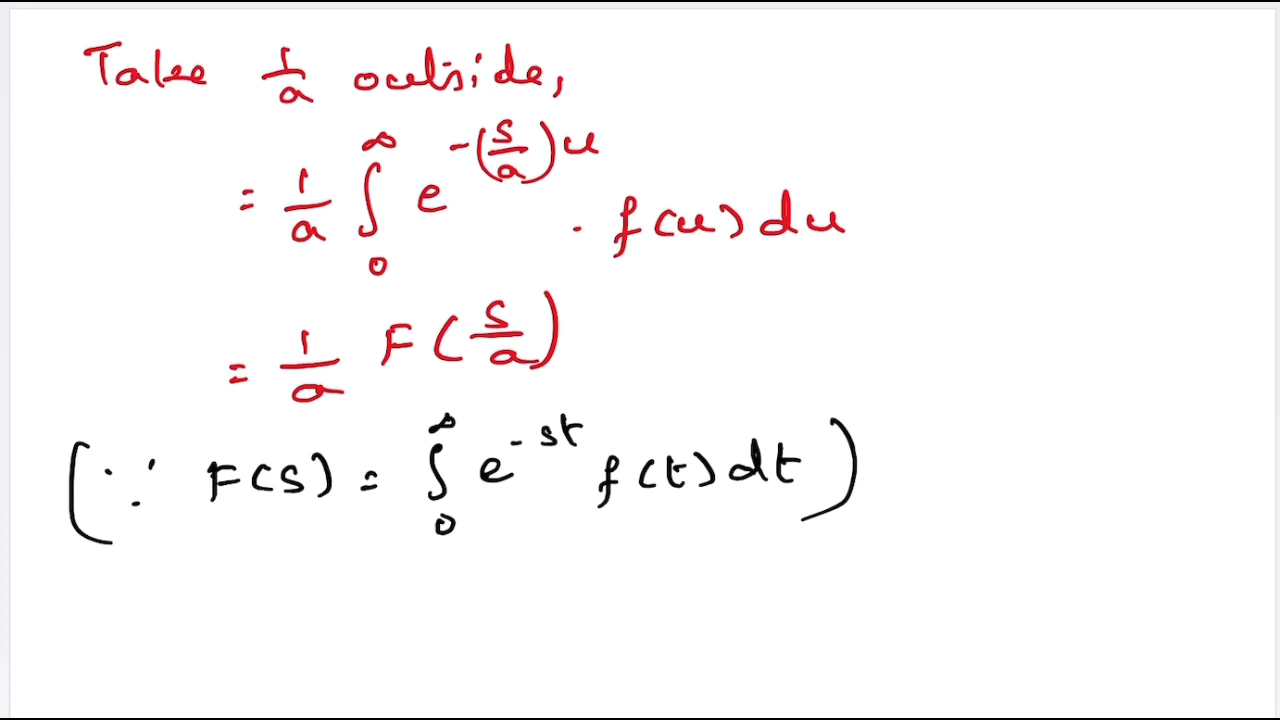 Take 1/a outside,
= 1/a ∫₀^∞ e^{-(s/a)u} . f(u) du
= 1/a F(s/a)
(∵ F(s) = ∫₀^∞ e^{-st} f(t) dt)